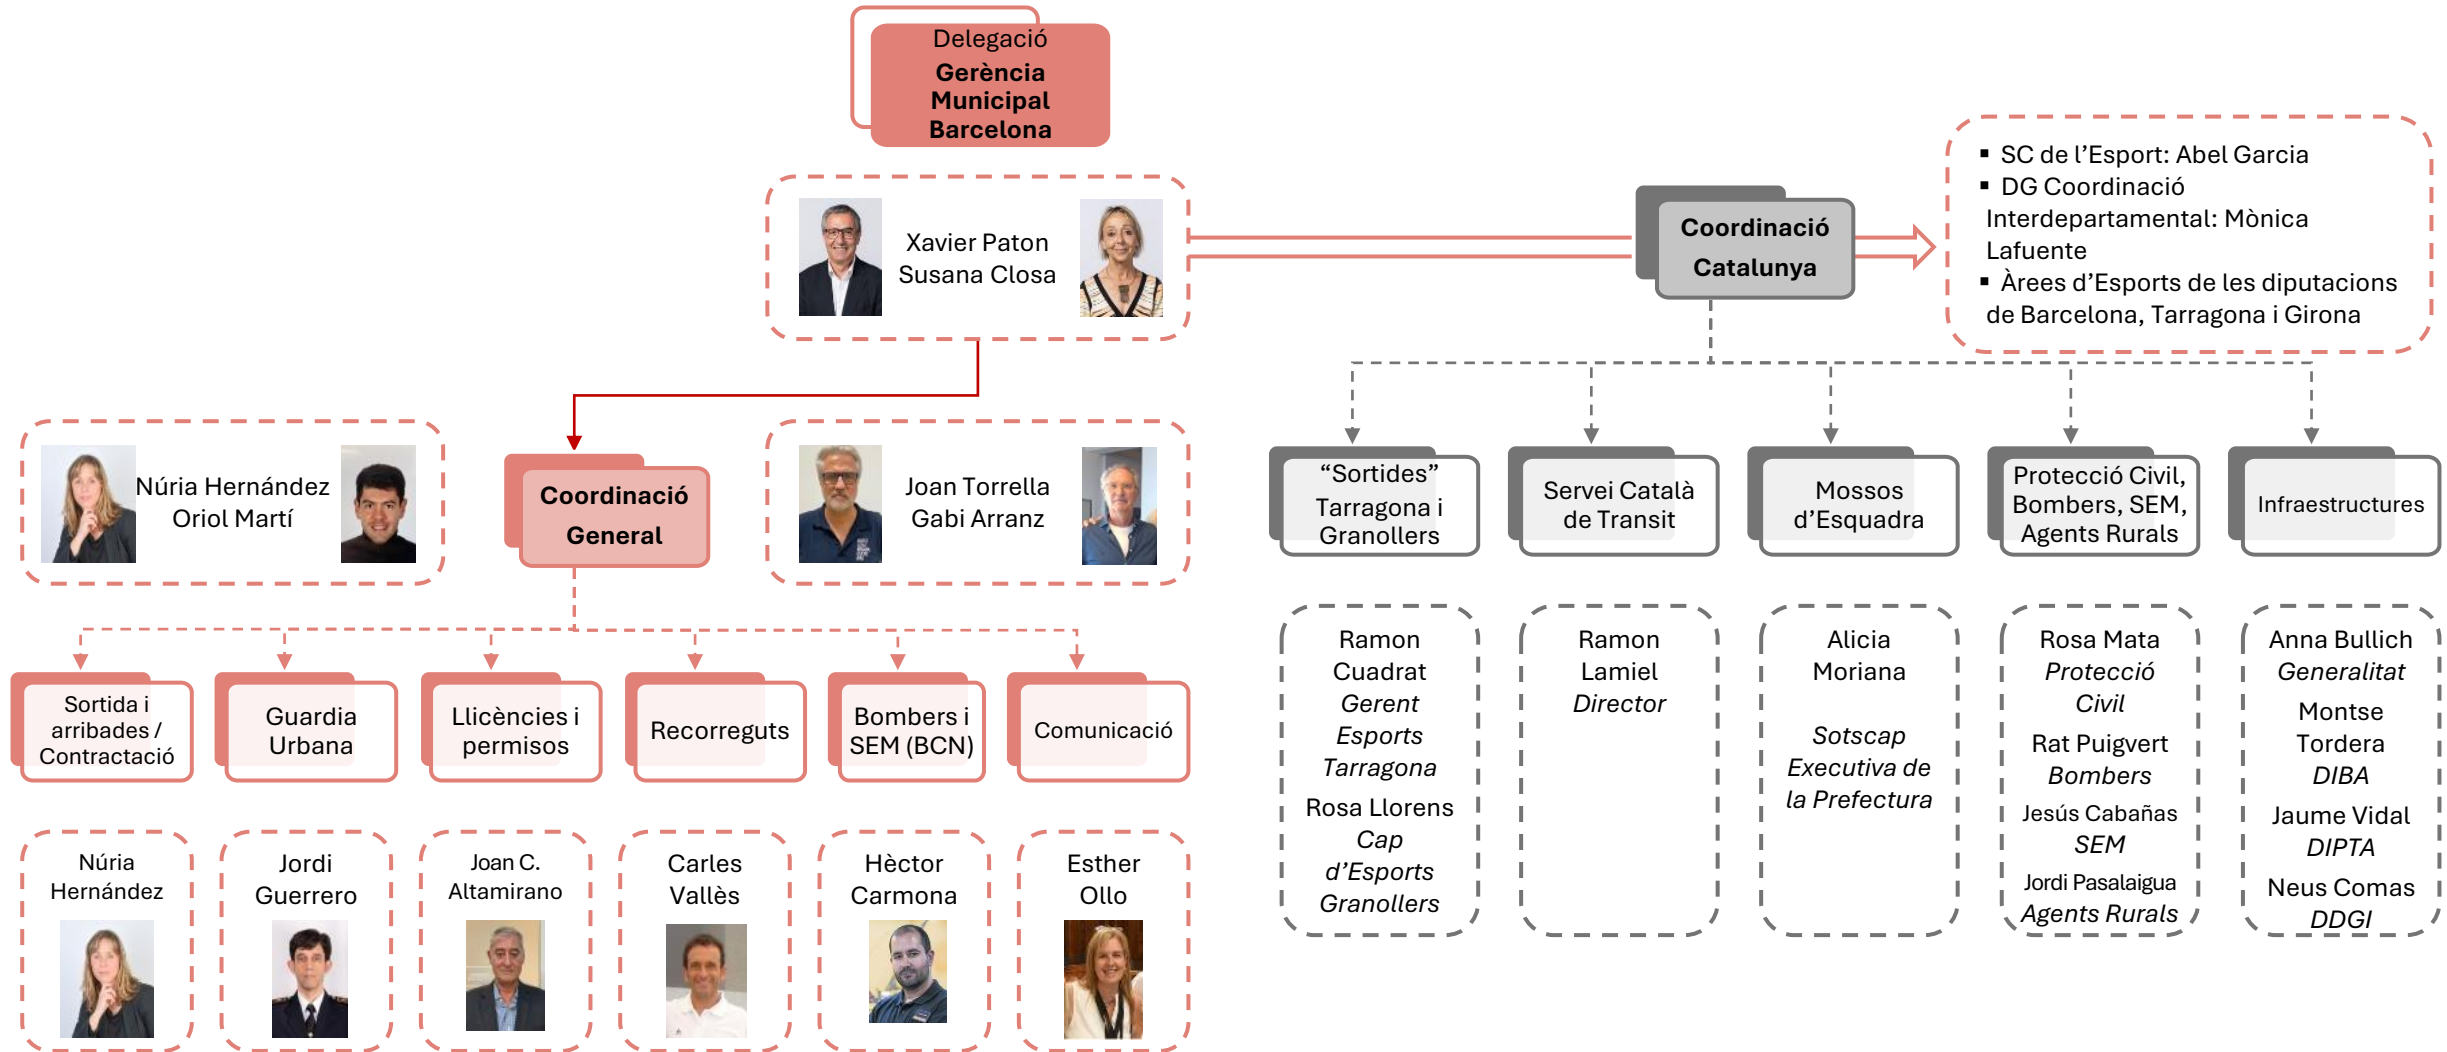 Delegació
Gerència
Municipal
Barcelona
Xavier Paton
Susana Closa
Coordinació
Catalunya
▪ SC de l’Esport: Abel Garcia
▪ DG Coordinació
Interdepartamental: Mònica
Lafuente
▪ Àrees d’Esports de les diputacions
de Barcelona, Tarragona i Girona
Núria Hernández
Oriol Martí
Coordinació
General
Joan Torrella
Gabi Arranz
“Sortides”
Tarragona i
Granollers
Servei Català
de Transit
Mossos
d’Esquadra
Protecció Civil,
Bombers, SEM,
Agents Rurals
Infraestructures
Ramon
Cuadrat
Gerent
Esports
Tarragona
Rosa Llorens
Cap
d’Esports
Granollers
Ramon
Lamiel
Director
Alicia
Moriana
Sotscap
Executiva de
la Prefectura
Rosa Mata
Protecció
Civil
Rat Puigvert
Bombers
Jesús Cabañas
SEM
Jordi Pasalaigua
Agents Rurals
Anna Bullich
Generalitat
Montse
Tordera
DIBA
Jaume Vidal
DIPTA
Neus Comas
DDGI
Sortida i
arribades /
Contractació
Guardia
Urbana
Llicències i
permisos
Recorreguts
Bombers i
SEM (BCN)
Comunicació
Núria
Hernández
Jordi
Guerrero
Joan C.
Altamirano
Carles
Vallès
Hèctor
Carmona
Esther
Ollo